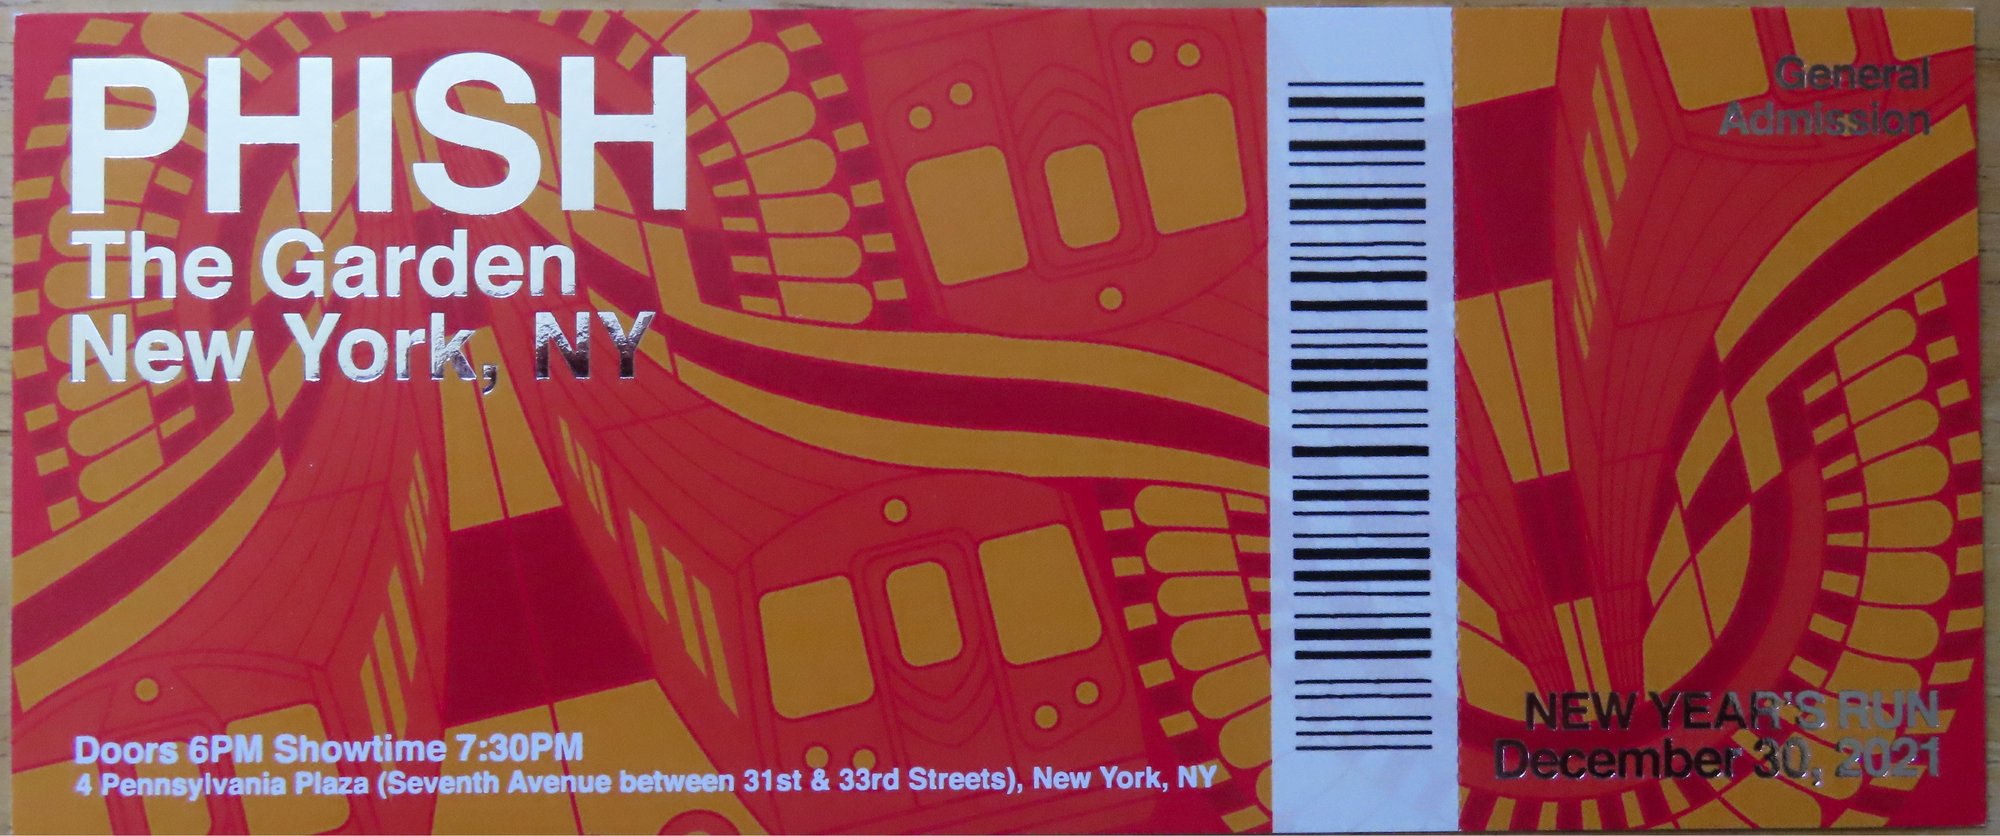 PHISH
The Garden
New York, NY
Doors 6PM Showtime 7:30PM
4 Pennsylvania Plaza (Seventh Avenue between 31st & 33rd Streets), New York, NY
General
Admission
NEW YEAR'S RUN
December 30, 2021